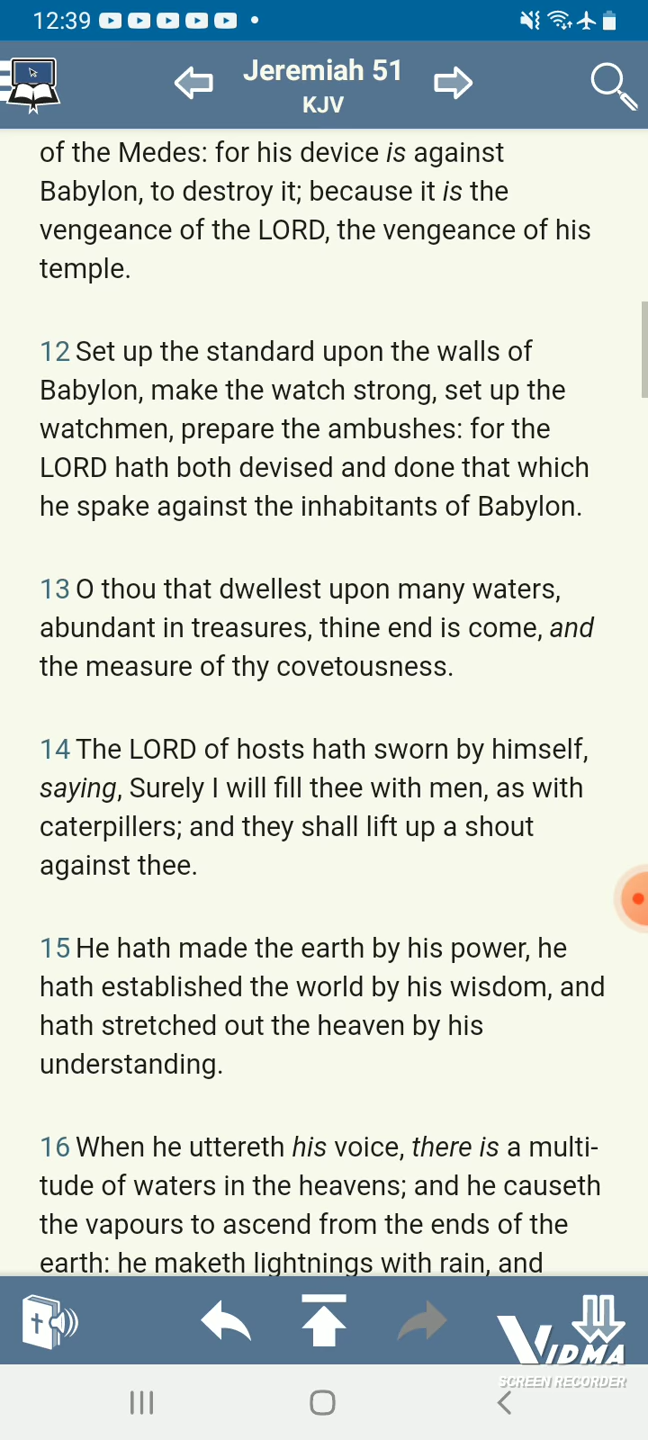 12:39
Jeremiah 51
KJV
of the Medes: for his device is against
Babylon, to destroy it; because it is the
vengeance of the LORD, the vengeance of his
temple.
12 Set up the standard upon the walls of
Babylon, make the watch strong, set up the
watchmen, prepare the ambushes: for the
LORD hath both devised and done that which
he spake against the inhabitants of Babylon.
13 O thou that dwellest upon many waters,
abundant in treasures, thine end is come, and
the measure of thy covetousness.
14 The LORD of hosts hath sworn by himself,
saying, Surely I will fill thee with men, as with
caterpillers; and they shall lift up a shout
against thee.
15 He hath made the earth by his power, he
hath established the world by his wisdom, and
hath stretched out the heaven by his
understanding.
16 When he uttereth his voice, there is a multi-
tude of waters in the heavens; and he causeth
the vapours to ascend from the ends of the
earth: he maketh lightnings with rain, and
VIDMA
SCREEN RECORDER